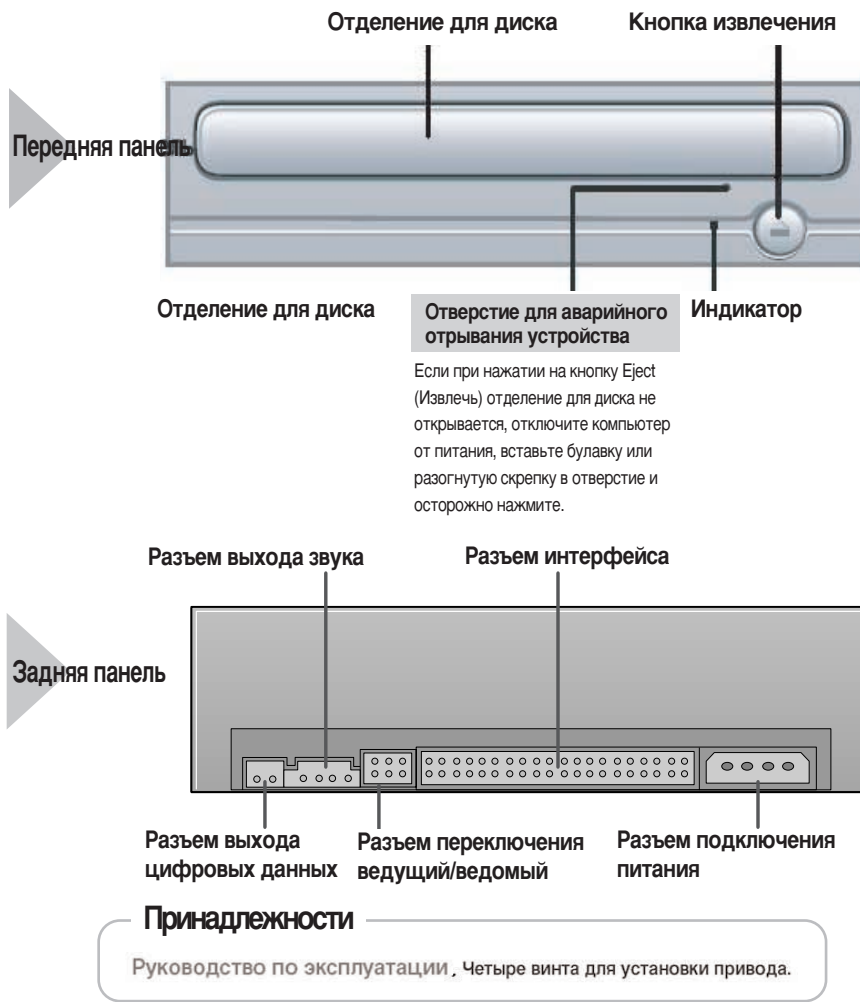 Отделение для диска
Кнопка извлечения
Передняя панель
Отделение для диска
Отверстие для аварийного
отрывания устройства
Индикатор
Если при нажатии на кнопку Eject
(Извлечь) отделение для диска не
открывается, отключите компьютер
от питания, вставьте булавку или
разогнутую скрепку в отверстие и
осторожно нажмите.
Разъем выхода звука
Разъем интерфейса
Задняя панель
Разъем выхода
цифровых данных
Разъем переключения
ведущий/ведомый
Разъем подключения
питания
Принадлежности
Руководство по эксплуатации, Четыре винта для установки привода.